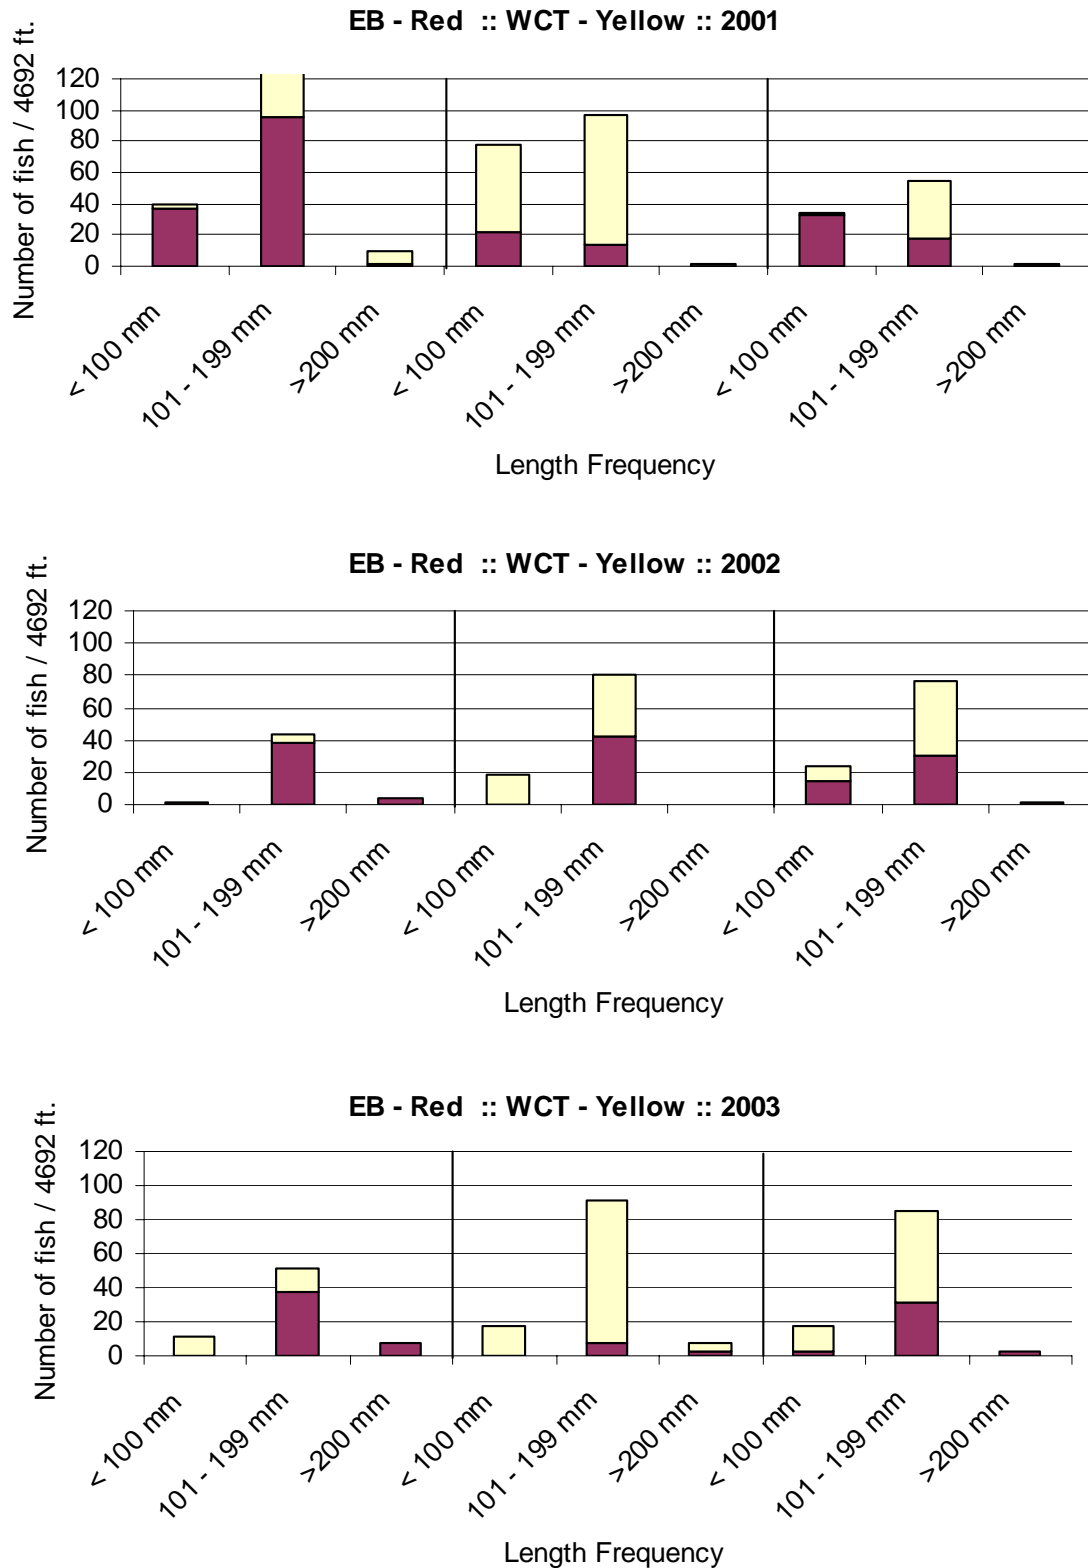 EB - Red :: WCT - Yellow :: 2001
Number of fish / 4692 ft.
120
100
80
60
40
20
0
< 100 mm
101 - 199 mm
>200 mm
< 100 mm
101 - 199 mm
>200 mm
< 100 mm
101 - 199 mm
>200 mm
Length Frequency
EB - Red :: WCT - Yellow :: 2002
Number of fish / 4692 ft.
120
100
80
60
40
20
0
< 100 mm
101 - 199 mm
>200 mm
< 100 mm
101 - 199 mm
>200 mm
< 100 mm
101 - 199 mm
>200 mm
Length Frequency
EB - Red :: WCT - Yellow :: 2003
Number of fish / 4692 ft.
120
100
80
60
40
20
0
< 100 mm
101 - 199 mm
>200 mm
< 100 mm
101 - 199 mm
>200 mm
< 100 mm
101 - 199 mm
>200 mm
Length Frequency